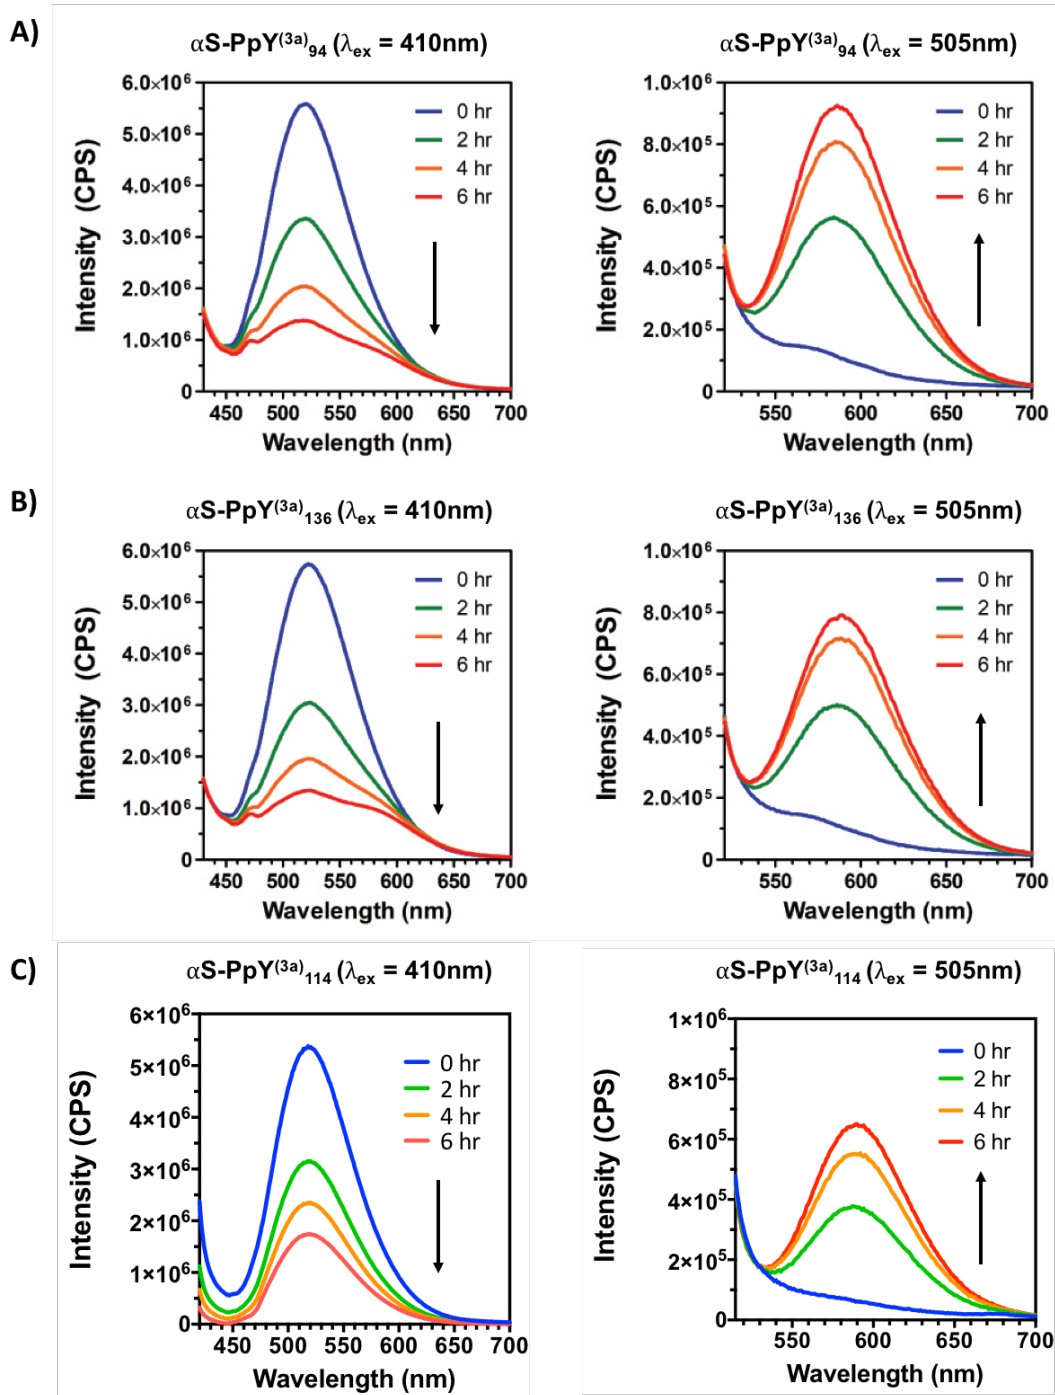 A)
αS-PpY(3a)94 (λex = 410nm)
6.0×10⁶
5.0×10⁶
4.0×10⁶
3.0×10⁶
2.0×10⁶
1.0×10⁶
0
450 500 550 600 650 700
Intensity (CPS)
Wavelength (nm)
0 hr
2 hr
4 hr
6 hr
αS-PpY(3a)94 (λex = 505nm)
1.0×10⁶
8.0×10⁵
6.0×10⁵
4.0×10⁵
2.0×10⁵
0
550 600 650 700
Intensity (CPS)
Wavelength (nm)
0 hr
2 hr
4 hr
6 hr
B)
αS-PpY(3a)136 (λex = 410nm)
6.0×10⁶
5.0×10⁶
4.0×10⁶
3.0×10⁶
2.0×10⁶
1.0×10⁶
0
450 500 550 600 650 700
Intensity (CPS)
Wavelength (nm)
0 hr
2 hr
4 hr
6 hr
αS-PpY(3a)136 (λex = 505nm)
1.0×10⁶
8.0×10⁵
6.0×10⁵
4.0×10⁵
2.0×10⁵
0
550 600 650 700
Intensity (CPS)
Wavelength (nm)
0 hr
2 hr
4 hr
6 hr
C)
αS-PpY(3a)114 (λex = 410nm)
6×10⁶
5×10⁶
4×10⁶
3×10⁶
2×10⁶
1×10⁶
0
450 500 550 600 650 700
Intensity (CPS)
Wavelength (nm)
0 hr
2 hr
4 hr
6 hr
αS-PpY(3a)114 (λex = 505nm)
1×10⁶
8×10⁵
6×10⁵
4×10⁵
2×10⁵
0
550 600 650 700
Intensity (CPS)
Wavelength (nm)
0 hr
2 hr
4 hr
6 hr